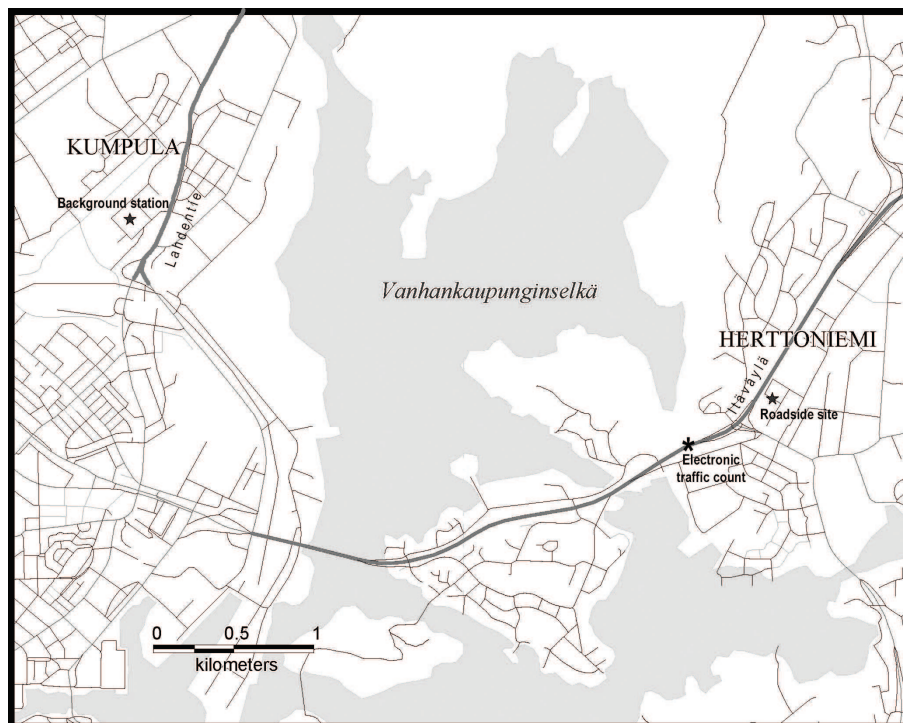 KUMPULA
Background station
Lahdentie
Vanhankaupunginselkä
HERTTONIEMI
Itäväylä
Roadside site
*
Electronic
traffic count
0 0.5 1
kilometers